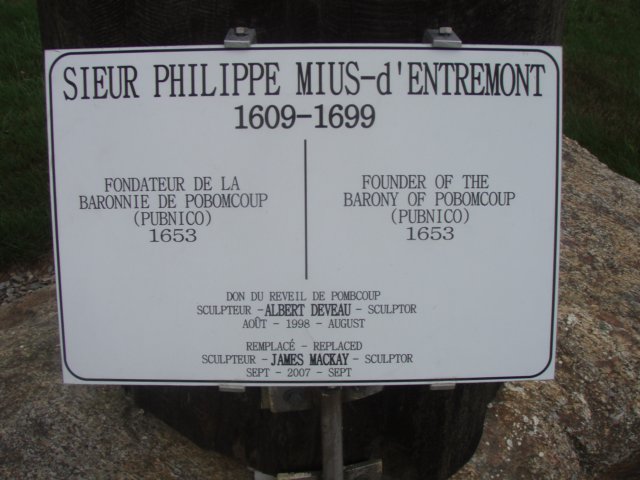 SIEUR PHILIPPE MIUS-d'ENTREMONT
1609-1699
FONDATEUR DE LA
BARONNIE DE POBOMCOUP
(PUBNICO)
1653
FOUNDER OF THE
BARONY OF POBOMCOUP
(PUBNICO)
1653
DON DU REVEIL DE POMBCOUP
SCULPTEUR - ALBERT DEVEAU - SCULPTOR
AOÛT - 1998 - AUGUST
REMPLACÉ - REPLACED
SCULPTEUR - JAMES MACKAY - SCULPTOR
SEPT - 2007 - SEPT